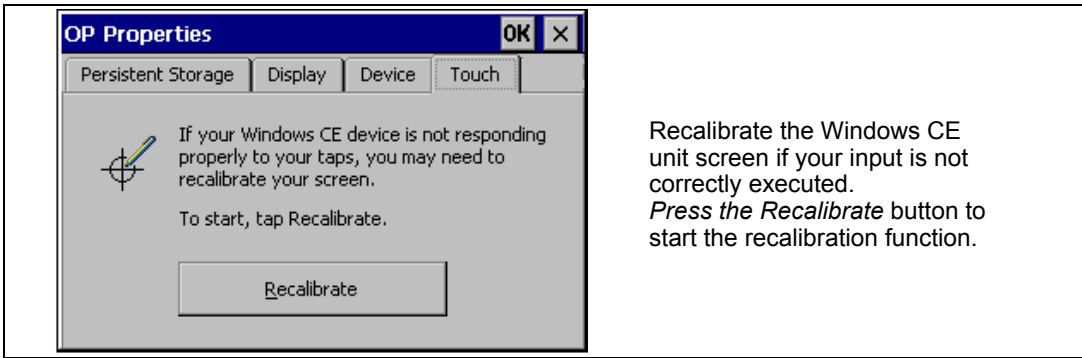 OP Properties OK ×
Persistent Storage Display Device Touch
If your Windows CE device is not responding
properly to your taps, you may need to
recalibrate your screen.
To start, tap Recalibrate.
Recalibrate
Recalibrate the Windows CE
unit screen if your input is not
correctly executed.
Press the Recalibrate button to
start the recalibration function.